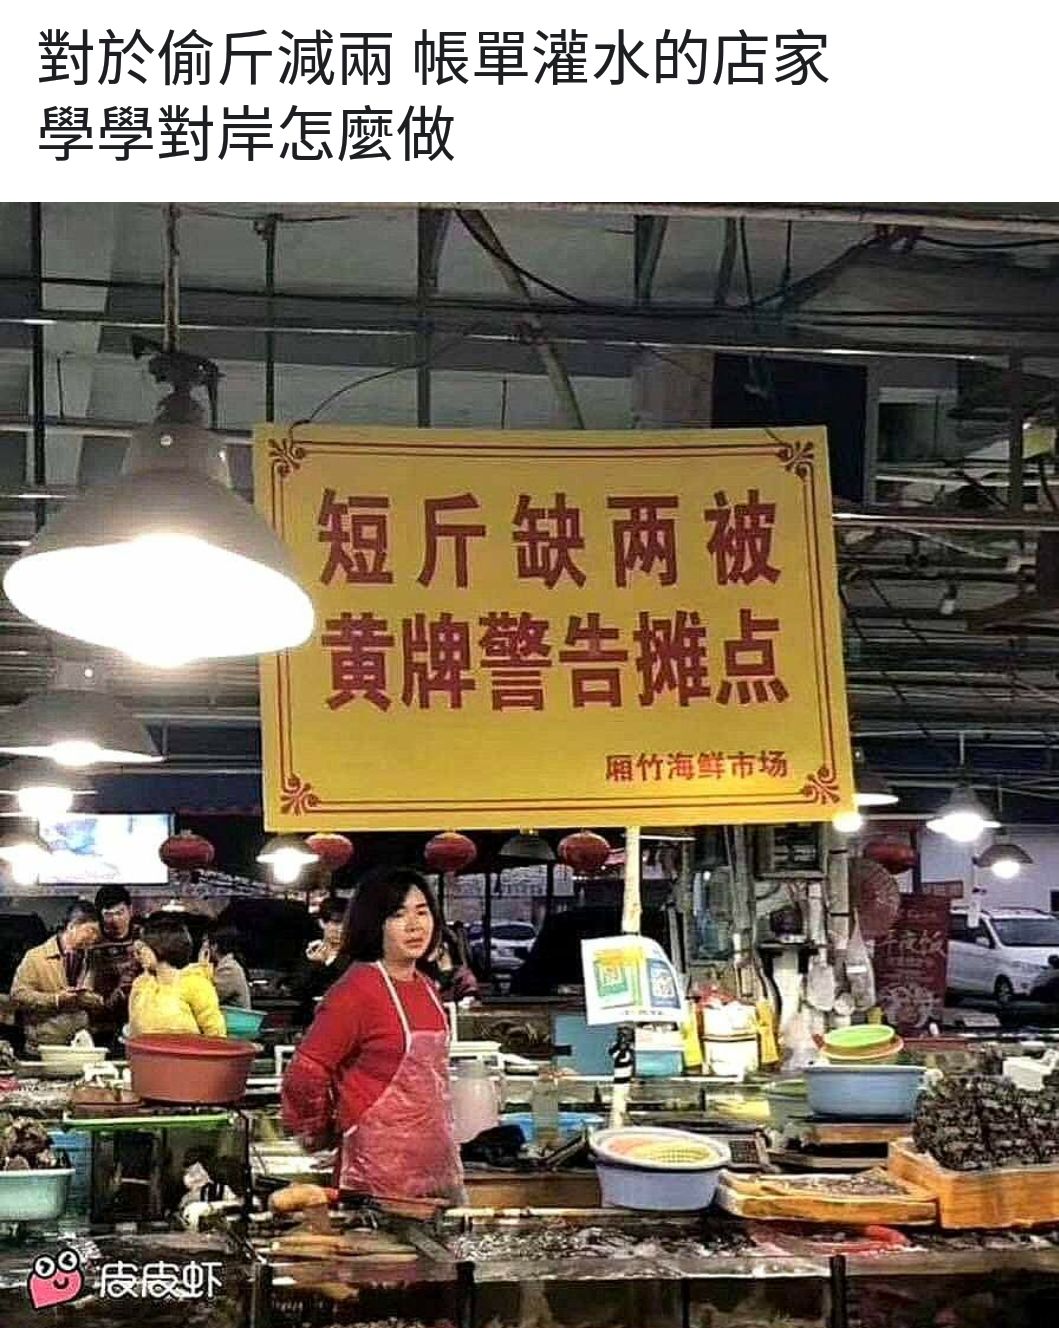 對於偷斤減兩 帳單灌水的店家
學學對岸怎麼做
短斤缺两被
黄牌警告摊点
厢竹海鲜市场
皮皮虾